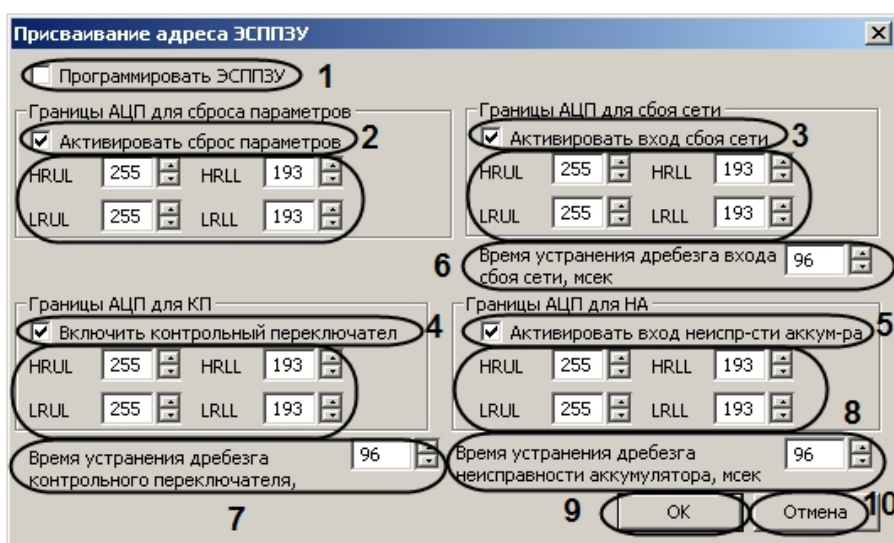 Присваивание адреса ЭСППЗУ
Программировать ЭСППЗУ 1
Границы АЦП для сброса параметров
Активировать сброс параметров 2
HRUL 255 HRLL 193
LRUL 255 LRLL 193
Границы АЦП для сбоя сети
Активировать вход сбоя сети 3
HRUL 255 HRLL 193
LRUL 255 LRLL 193
6 Время устранения дребезга входа 96
сбоя сети, мсек
Границы АЦП для КП
Включить контрольный переключател 4
HRUL 255 HRLL 193
LRUL 255 LRLL 193
Время устранения дребезга 96
контрольного переключателя,
7
Границы АЦП для НА
Активировать вход неиспр-сти аккум-ра 5
HRUL 255 HRLL 193
LRUL 255 LRLL 193
8
Время устранения дребезга 96
неисправности аккумулятора, мсек
9 OK Отмена 10